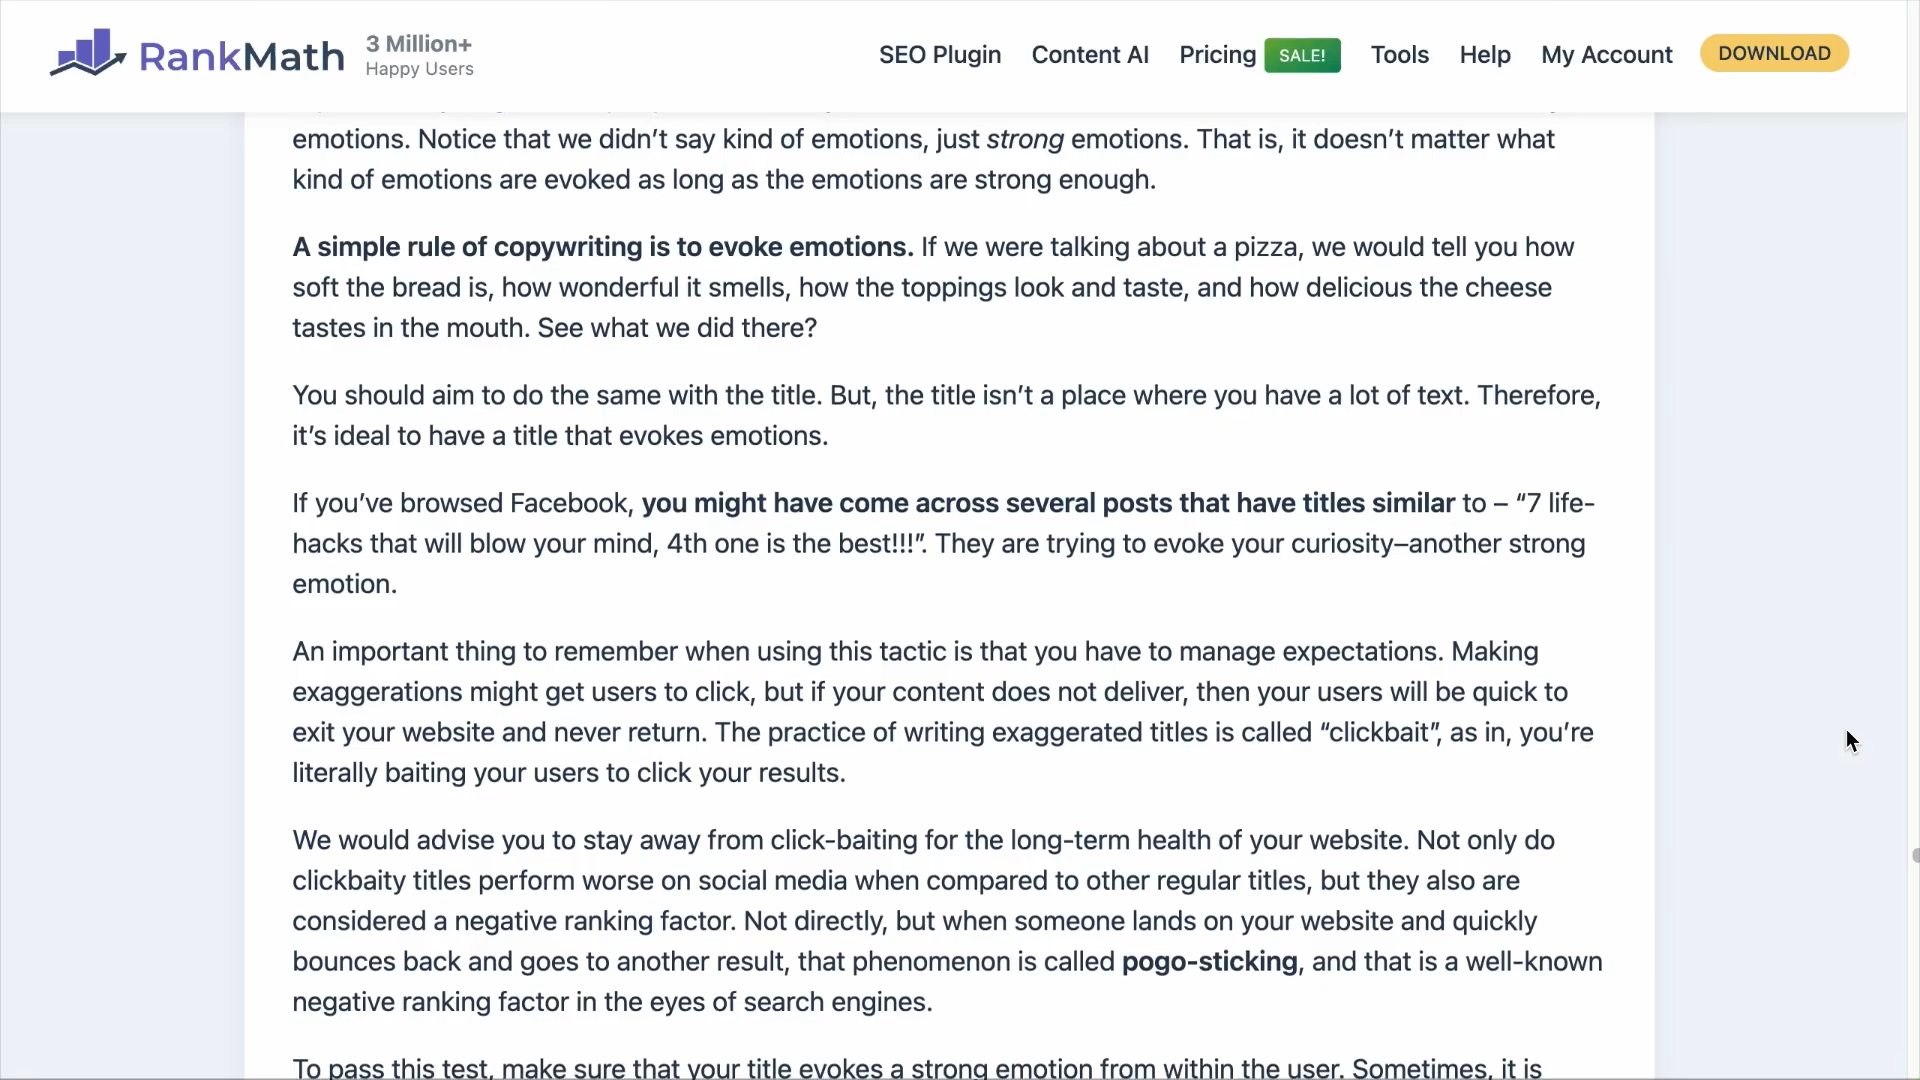 RankMath
3 Million+
Happy Users
SEO Plugin
Content AI
Pricing
SALE!
Tools
Help
My Account
DOWNLOAD
emotions. Notice that we didn’t say kind of emotions, just strong emotions. That is, it doesn’t matter what
kind of emotions are evoked as long as the emotions are strong enough.
A simple rule of copywriting is to evoke emotions. If we were talking about a pizza, we would tell you how
soft the bread is, how wonderful it smells, how the toppings look and taste, and how delicious the cheese
tastes in the mouth. See what we did there?
You should aim to do the same with the title. But, the title isn’t a place where you have a lot of text. Therefore,
it’s ideal to have a title that evokes emotions.
If you’ve browsed Facebook, you might have come across several posts that have titles similar to – “7 life-
hacks that will blow your mind, 4th one is the best!!!”. They are trying to evoke your curiosity–another strong
emotion.
An important thing to remember when using this tactic is that you have to manage expectations. Making
exaggerations might get users to click, but if your content does not deliver, then your users will be quick to
exit your website and never return. The practice of writing exaggerated titles is called “clickbait”, as in, you’re
literally baiting your users to click your results.
We would advise you to stay away from click-baiting for the long-term health of your website. Not only do
clickbaity titles perform worse on social media when compared to other regular titles, but they also are
considered a negative ranking factor. Not directly, but when someone lands on your website and quickly
bounces back and goes to another result, that phenomenon is called pogo-sticking, and that is a well-known
negative ranking factor in the eyes of search engines.
To pass this test, make sure that your title evokes a strong emotion from within the user. Sometimes, it is